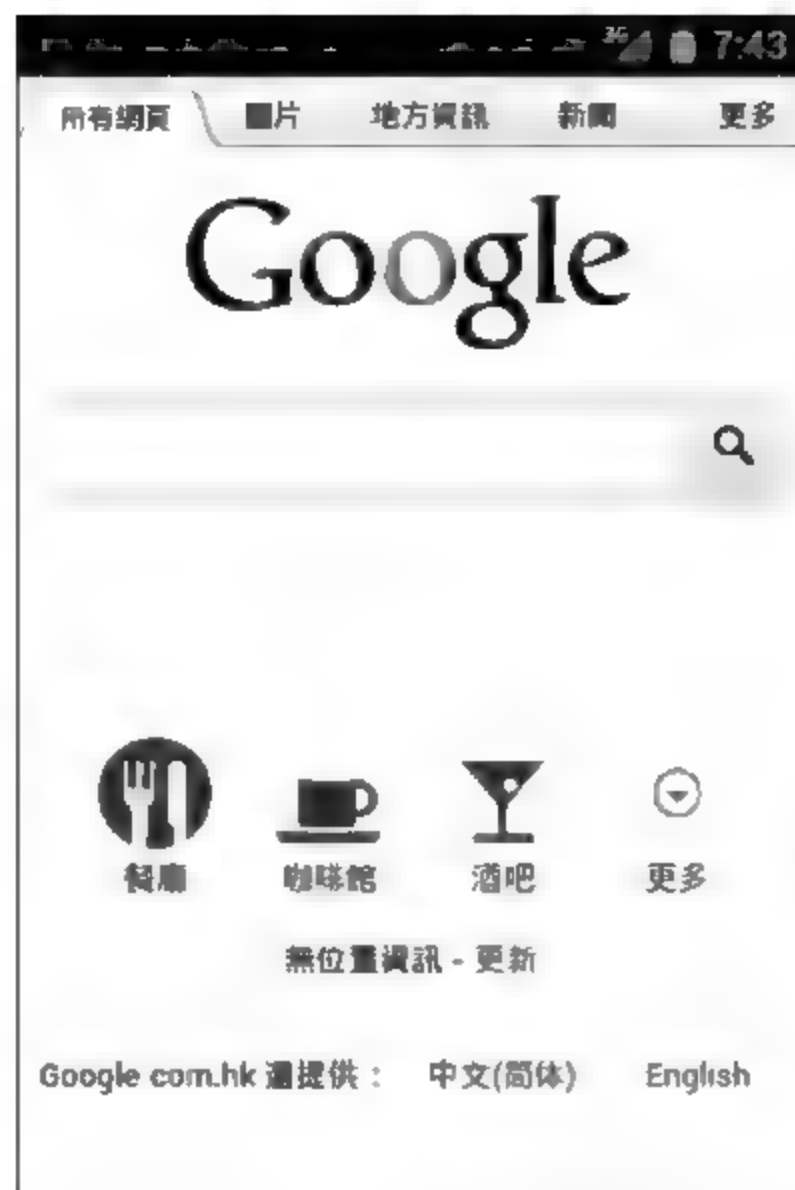 3G 7:43
所有網頁 圖片 地方資訊 新聞 更多
Google
餐廳 咖啡館 酒吧 更多
無位置資訊 - 更新
Google com.hk 還提供： 中文(简体) English